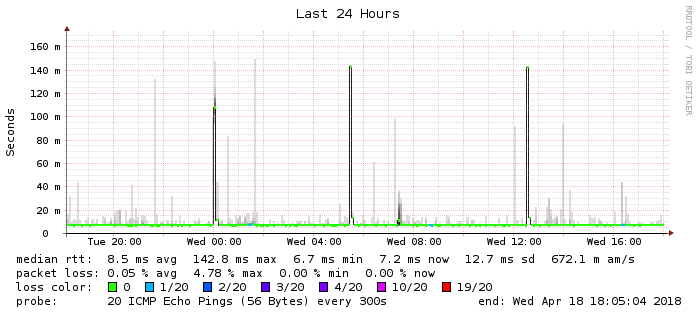 Last 24 Hours
RRDTOOL / TOBI OETIKER
Seconds
160 m
140 m
120 m
100 m
80 m
60 m
40 m
20 m
0
Tue 20:00 Wed 00:00 Wed 04:00 Wed 08:00 Wed 12:00 Wed 16:00
median rtt: 8.5 ms avg 142.8 ms max 6.7 ms min 7.2 ms now 12.7 ms sd 672.1 m am/s
packet loss: 0.05 % avg 4.78 % max 0.00 % min 0.00 % now
loss color: 0 1/20 2/20 3/20 4/20 10/20 19/20
probe: 20 ICMP Echo Pings (56 Bytes) every 300s end: Wed Apr 18 18:05:04 2018